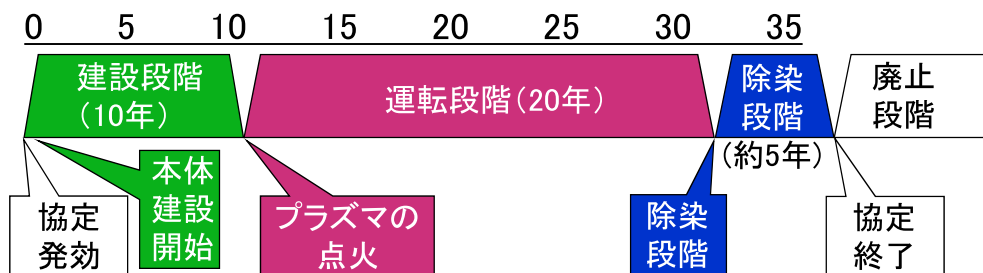 0 5 10 15 20 25 30 35
建設段階
(10年)
運転段階(20年)
除染
段階
(約5年)
廃止
段階
協定
発効
本体
建設
開始
プラズマの
点火
除染
段階
協定
終了